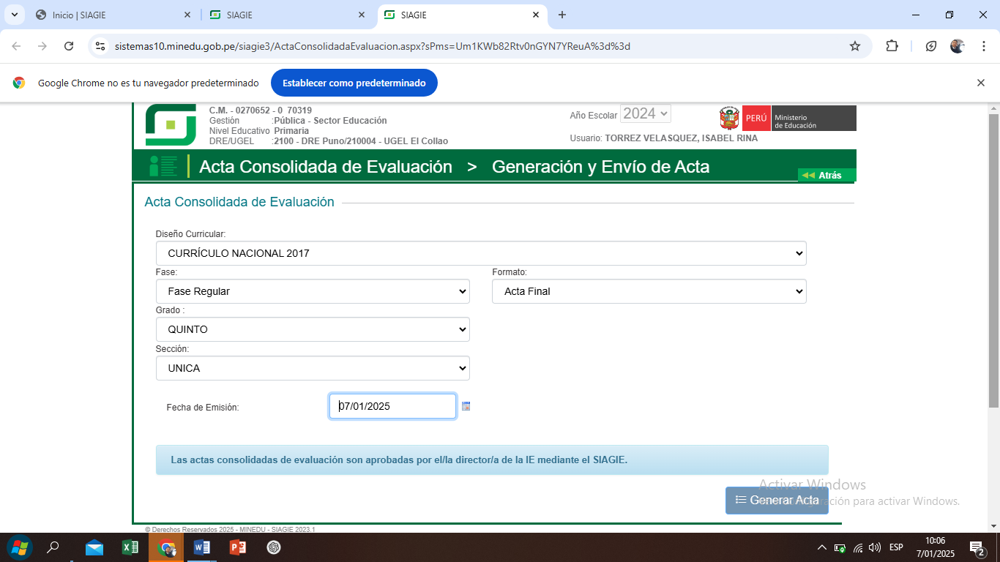 Inicio | SIAGIE
SIAGIE
SIAGIE
sistemas10.minedu.gob.pe/siagie3/ActaConsolidadaEvaluacion.aspx?sPms=Um1KWb82Rtv0nGYN7YReuA%3d%3d
Google Chrome no es tu navegador predeterminado
Establecer como predeterminado
C.M. - 0270652 - 0 70319
Gestión :Pública - Sector Educación
Nivel Educativo Primaria
DRE/UGEL :2100 - DRE Puno/210004 - UGEL El Collao
Año Escolar 2024
PERÚ Ministerio de Educación
Usuario: TORREZ VELASQUEZ, ISABEL RINA
Acta Consolidada de Evaluación > Generación y Envío de Acta
Atrás
Acta Consolidada de Evaluación
Diseño Curricular:
CURRÍCULO NACIONAL 2017
Fase:
Formato:
Fase Regular
Acta Final
Grado :
QUINTO
Sección:
UNICA
Fecha de Emisión: 07/01/2025
Las actas consolidadas de evaluación son aprobadas por el/la director/a de la IE mediante el SIAGIE.
Activar Windows
Generar Acta
para activar Windows.
© Derechos Reservados 2025 - MINEDU - SIAGIE 2023.1
ESP
10:06
7/01/2025
2